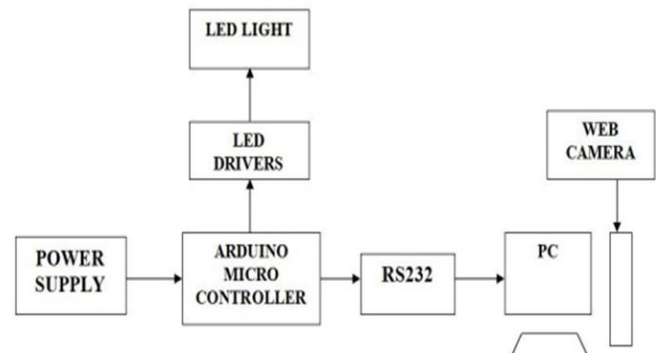 LED LIGHT
LED
DRIVERS
WEB
CAMERA
POWER
SUPPLY
ARDUINO
MICRO
CONTROLLER
RS232
PC